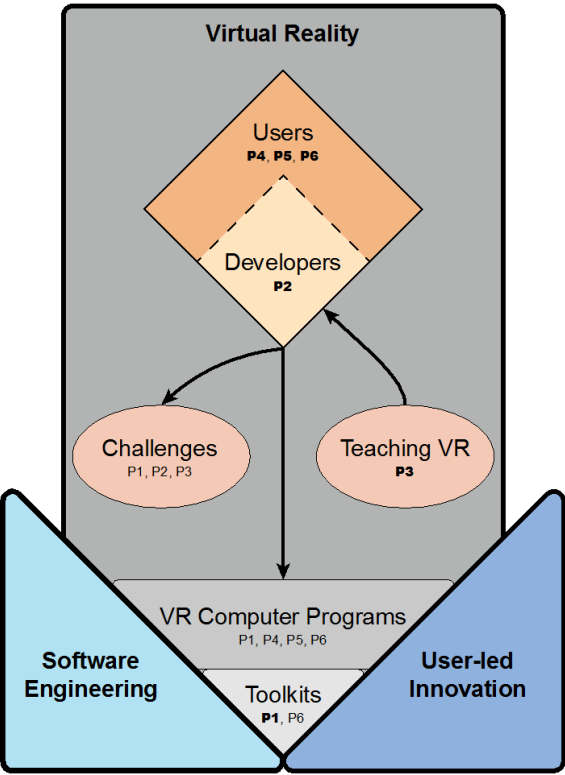 Virtual Reality
Users
P4, P5, P6
Developers
P2
Challenges
P1, P2, P3
Teaching VR
P3
VR Computer Programs
P1, P4, P5, P6
Software
Engineering
User-led
Innovation
Toolkits
P1, P6